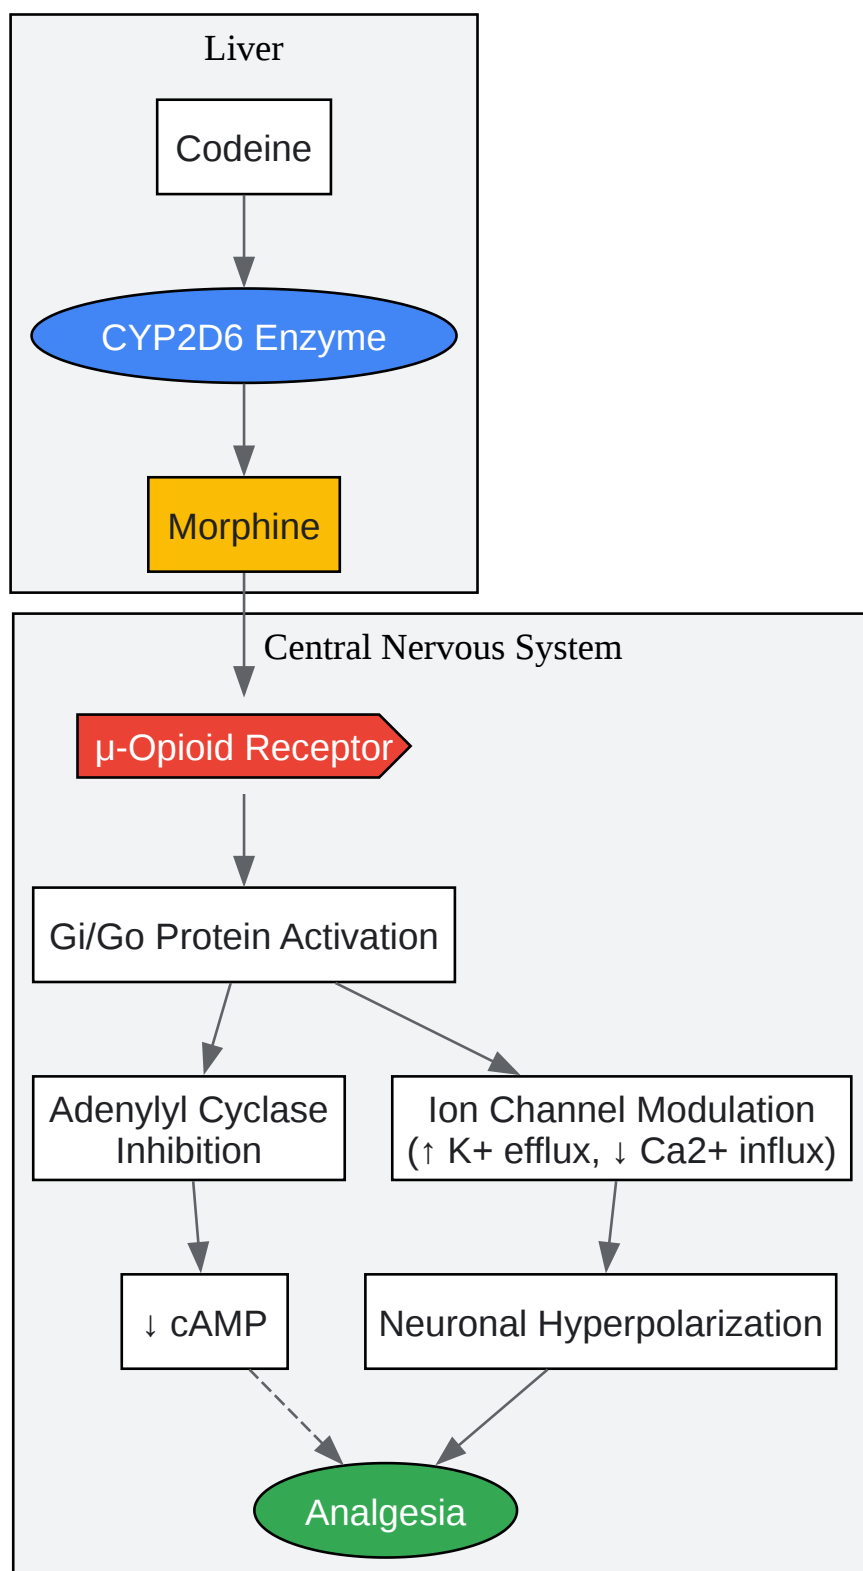 Liver
Codeine
CYP2D6 Enzyme
Morphine
Central Nervous System
μ-Opioid Receptor
Gi/Go Protein Activation
Adenylyl Cyclase
Inhibition
Ion Channel Modulation
(↑ K+ efflux, ↓ Ca2+ influx)
↓ cAMP
Neuronal Hyperpolarization
Analgesia